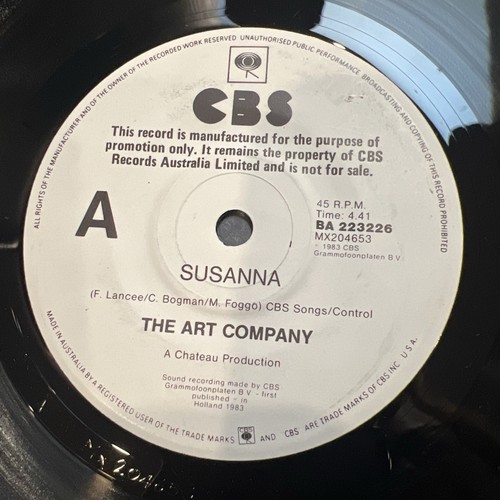 ALL RIGHTS OF THE MANUFACTURER AND OF THE OWNER OF THE RECORDED WORK RESERVED UNAUTHORISED PUBLIC PERFORMANCE BROADCASTING AND COPYING OF THIS RECORD PROHIBITED
CBS
This record is manufactured for the purpose of
promotion only. It remains the property of CBS
Records Australia Limited and is not for sale.
A
45 R.P.M.
Time: 4.41
BA 223226
MX204653
℗ 1983 CBS
Grammofoonplaten B.V.
SUSANNA
(F. Lancee/C. Bogman/M. Foggo) CBS Songs/Control
THE ART COMPANY
A Chateau Production
Sound recording made by CBS
Grammofoonplaten B V - first
published - in
Holland 1983
MADE IN AUSTRALIA BY A REGISTERED USER OF THE TRADE MARKS CBS AND CBS ARE TRADE MARKS OF CBS INC. U.S.A.